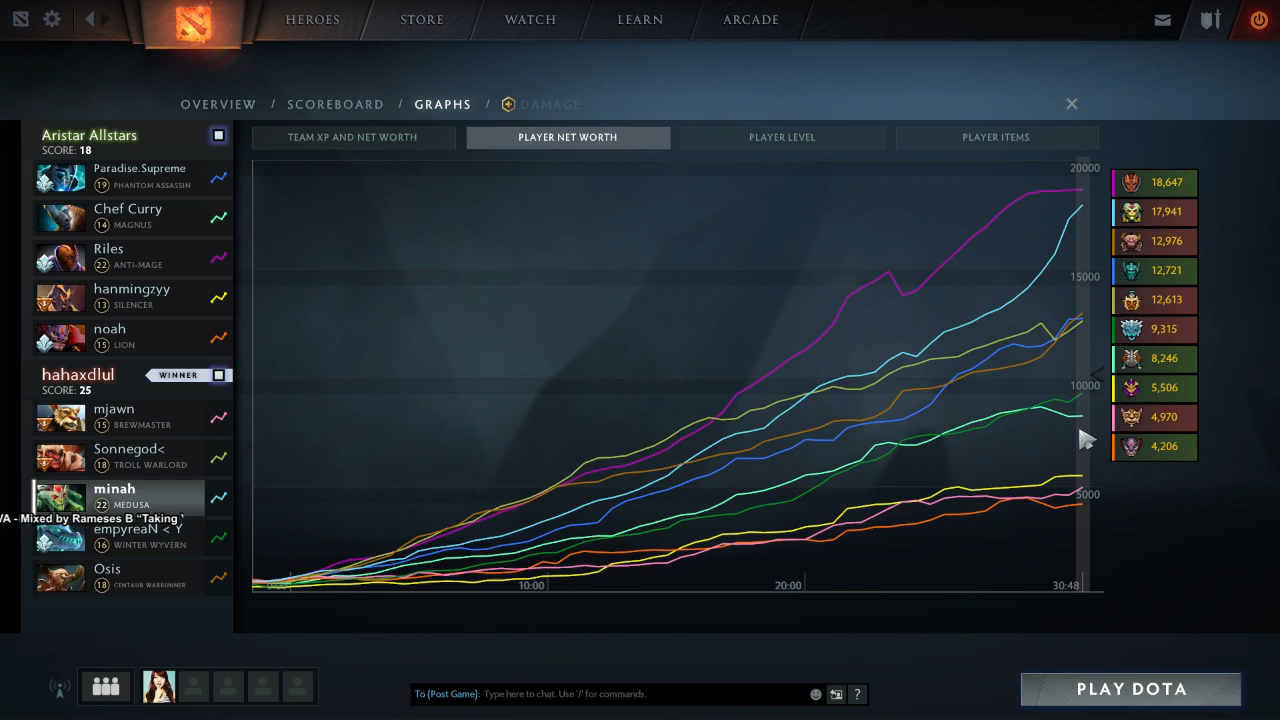 HEROES STORE WATCH LEARN ARCADE
OVERVIEW / SCOREBOARD / GRAPHS / DAMAGE
Aristar Allstars
SCORE: 18
Paradise.Supreme
19 PHANTOM ASSASSIN
Chef Curry
14 MAGNUS
Riles
22 ANTI-MAGE
hanmingzyy
13 SILENCER
noah
15 LION
hahaxdlul
WINNER
SCORE: 25
mjawn
15 BREWMASTER
Sonnegod<
18 TROLL WARLORD
minah
22 MEDUSA
VA - Mixed by Rameses B "Taking
empyreaN < Y
16 WINTER WYVERN
Osis
18 CENTAUR WARRUNNER
TEAM XP AND NET WORTH PLAYER NET WORTH PLAYER LEVEL PLAYER ITEMS
20000
15000
10000
5000
0:00 10:00 20:00 30:48
18,647
17,941
12,976
12,721
12,613
9,315
8,246
5,506
4,970
4,206
To (Post Game): Type here to chat. Use '/' for commands.
?
PLAY DOTA